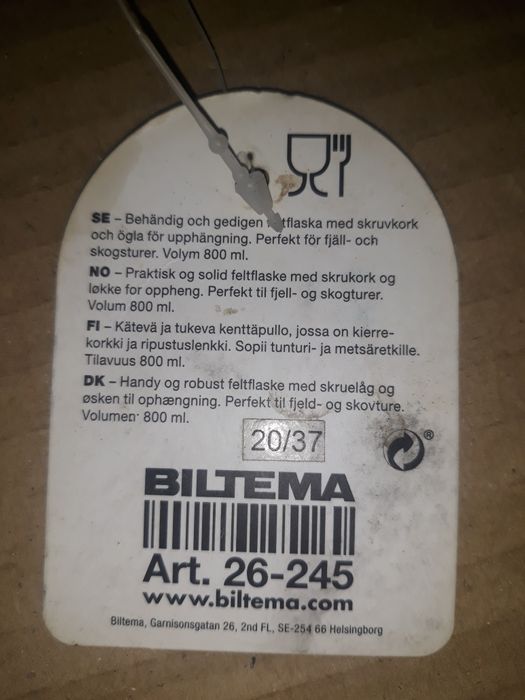 SE – Behändig och gedigen feltflaska med skruvkork
och ögla för upphängning. Perfekt för fjäll- och
skogsturer. Volym 800 ml.
NO – Praktisk og solid feltflaske med skrukork og
løkke for oppheng. Perfekt til fjell- og skogturer.
Volum 800 ml.
FI – Kätevä ja tukeva kenttäpullo, jossa on kierre-
korkki ja ripustuslenkki. Sopii tunturi- ja metsäretkille.
Tilavuus 800 ml.
DK – Handy og robust feltflaske med skruelåg og
øsken til ophængning. Perfekt til fjeld- og skovture.
Volumen 800 ml.
20/37
®
BILTEMA
Art. 26-245
www.biltema.com
Biltema, Garnisonsgatan 26, 2nd FL, SE-254 66 Helsingborg